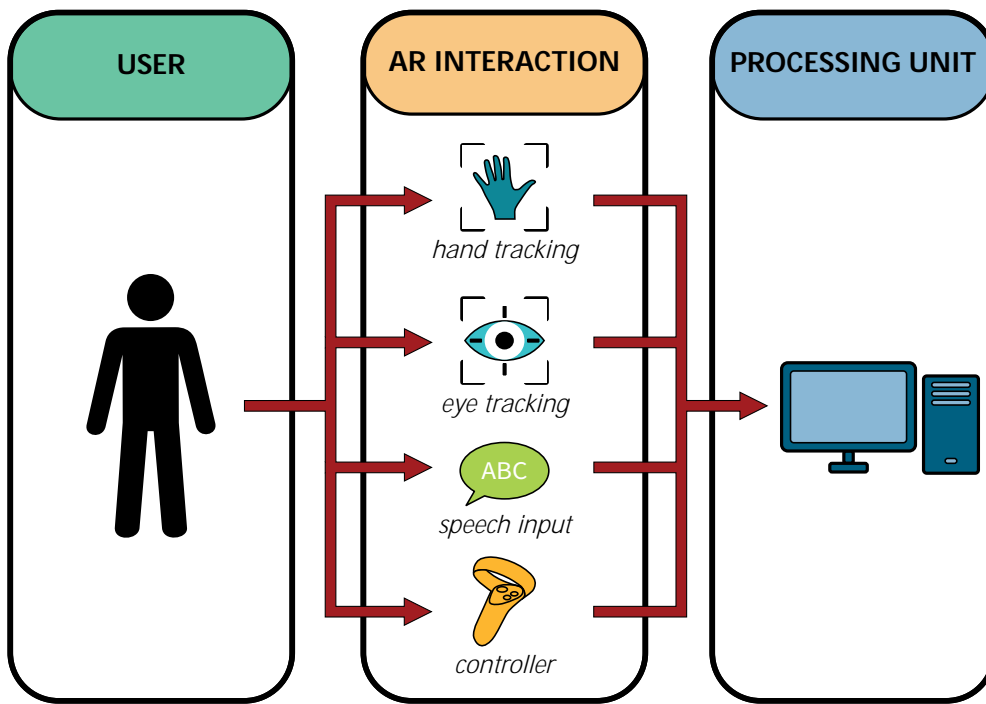 USER
AR INTERACTION
PROCESSING UNIT
hand tracking
eye tracking
ABC
speech input
controller